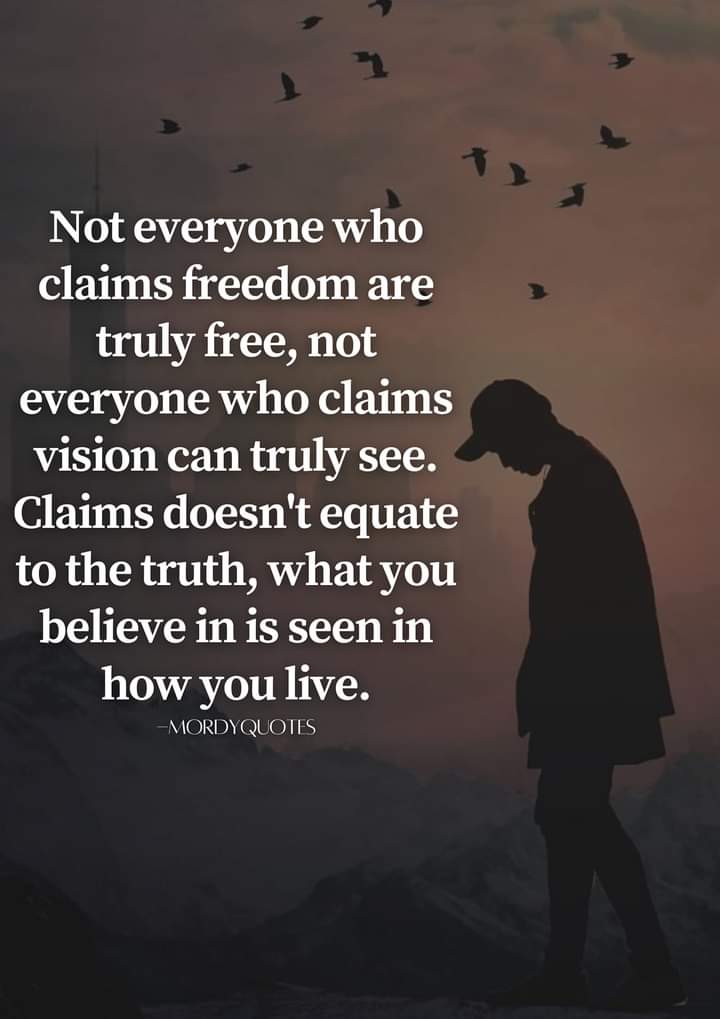 Not everyone who
claims freedom are
truly free, not
everyone who claims
vision can truly see.
Claims doesn't equate
to the truth, what you
believe in is seen in
how you live.
–MORDYQUOTES